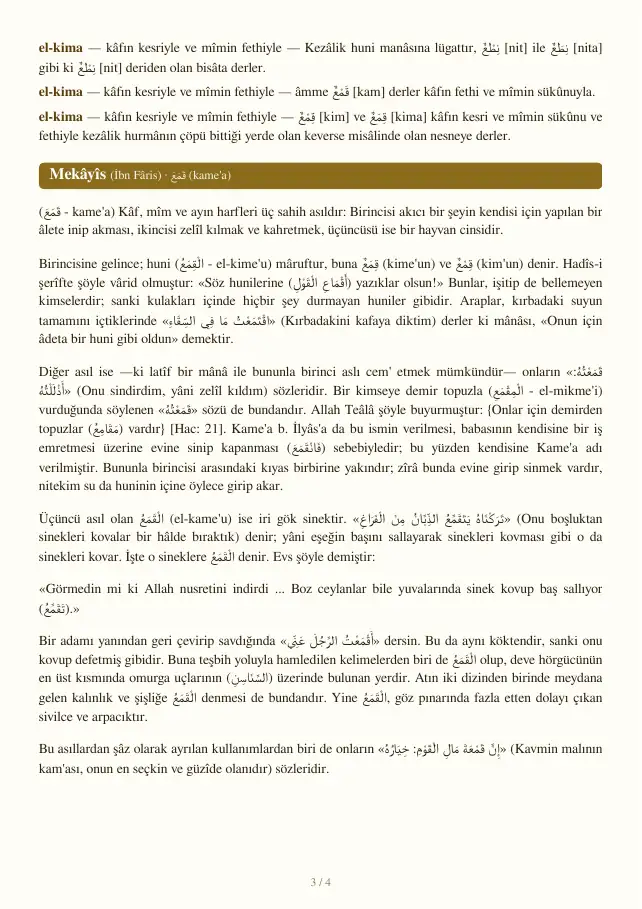 el-kima — kâfın kesriyle ve mîmin fethiyle — Kezâlik huni manâsına lügattır, نِطْعٌ [nit] ile نِطَعٌ [nita]
gibi ki نِطْعٌ [nit] deriden olan bisâta derler.
el-kima — kâfın kesriyle ve mîmin fethiyle — âmme قَمْعٌ [kam] derler kâfın fethi ve mîmin sükûnuyla.
el-kima — kâfın kesriyle ve mîmin fethiyle — قِمْعٌ [kim] ve قِمَعٌ [kima] kâfın kesri ve mîmin sükûnu ve
fethiyle kezâlik hurmânın çöpü bittiği yerde olan keverse misâlinde olan nesneye derler.
Mekâyîs (İbn Fâris) · قَمَعَ (kame'a)
(قَمَعَ - kame'a) Kâf, mîm ve ayın harfleri üç sahih asıldır: Birincisi akıcı bir şeyin kendisi için yapılan bir
âlete inip akması, ikincisi zelîl kılmak ve kahretmek, üçüncüsü ise bir hayvan cinsidir.
Birincisine gelince; huni (الْقِمَعُ - el-kime'u) mâruftur, buna قِمَعٌ (kime'un) ve قِمْعٌ (kim'un) denir. Hadîs-i
şerîfte şöyle vârid olmuştur: «Söz hunilerine (أَقْمَاعِ الْقَوْلِ) yazıklar olsun!» Bunlar, işitip de bellemeyen
kimselerdir; sanki kulakları içinde hiçbir şey durmayan huniler gibidir. Araplar, kırbadaki suyun
tamamını içtiklerinde «اقْتَمَعْتُ مَا فِي السِّقَاءِ» (Kırbadakini kafaya diktim) derler ki mânâsı, «Onun için
âdeta bir huni gibi oldun» demektir.
Diğer asıl ise —ki latîf bir mânâ ile bununla birinci aslı cem' etmek mümkündür— onların «قَمَعْتُهُ:
أَذْلَلْتُهُ» (Onu sindirdim, yâni zelîl kıldım) sözleridir. Bir kimseye demir topuzla (الْمِقْمَعِ - el-mikme'i)
vurduğunda söylenen «قَمَعْتُهُ» sözü de bundandır. Allah Teâlâ şöyle buyurmuştur: {Onlar için demirden
topuzlar (مَقَامِعُ) vardır} [Hac: 21]. Kame'a b. İlyâs'a da bu ismin verilmesi, babasının kendisine bir iş
emretmesi üzerine evine sinip kapanması (فَانْقَمَعَ) sebebiyledir; bu yüzden kendisine Kame'a adı
verilmiştir. Bununla birincisi arasındaki kıyas birbirine yakındır; zîrâ bunda evine girip sinmek vardır,
nitekim su da huninin içine öylece girip akar.
Üçüncü asıl olan الْقَمَعُ (el-kame'u) ise iri gök sinektir. «تَرَكْنَاهُ يَتَقَمَّعُ الذِّبَّانُ مِنَ الْفَرَاغِ» (Onu boşluktan
sinekleri kovalar bir hâlde bıraktık) denir; yâni eşeğin başını sallayarak sinekleri kovması gibi o da
sinekleri kovar. İşte o sineklere الْقَمَعُ denir. Evs şöyle demiştir:
«Görmedin mi ki Allah nusretini indirdi ... Boz ceylanlar bile yuvalarında sinek kovup baş sallıyor
(تَقَمَّعُ).»
Bir adamı yanından geri çevirip savdığında «أَقْمَعْتُ الرَّجُلَ عَنِّي» dersin. Bu da aynı köktendir, sanki onu
kovup defetmiş gibidir. Buna teşbih yoluyla hamledilen kelimelerden biri de الْقَمَعُ olup, deve hörgücünün
en üst kısmında omurga uçlarının (السَّنَاسِنِ) üzerinde bulunan yerdir. Atın iki dizinden birinde meydana
gelen kalınlık ve şişliğe الْقَمَعُ denmesi de bundandır. Yine الْقَمَعُ, göz pınarında fazla etten dolayı çıkan
sivilce ve arpacıktır.
Bu asıllardan şâz olarak ayrılan kullanımlardan biri de onların «إِنَّ قَمَعَةَ مَالِ الْقَوْمِ: خِيَارُهُ» (Kavmin malının
kam'ası, onun en seçkin ve güzîde olanıdır) sözleridir.
3 / 4